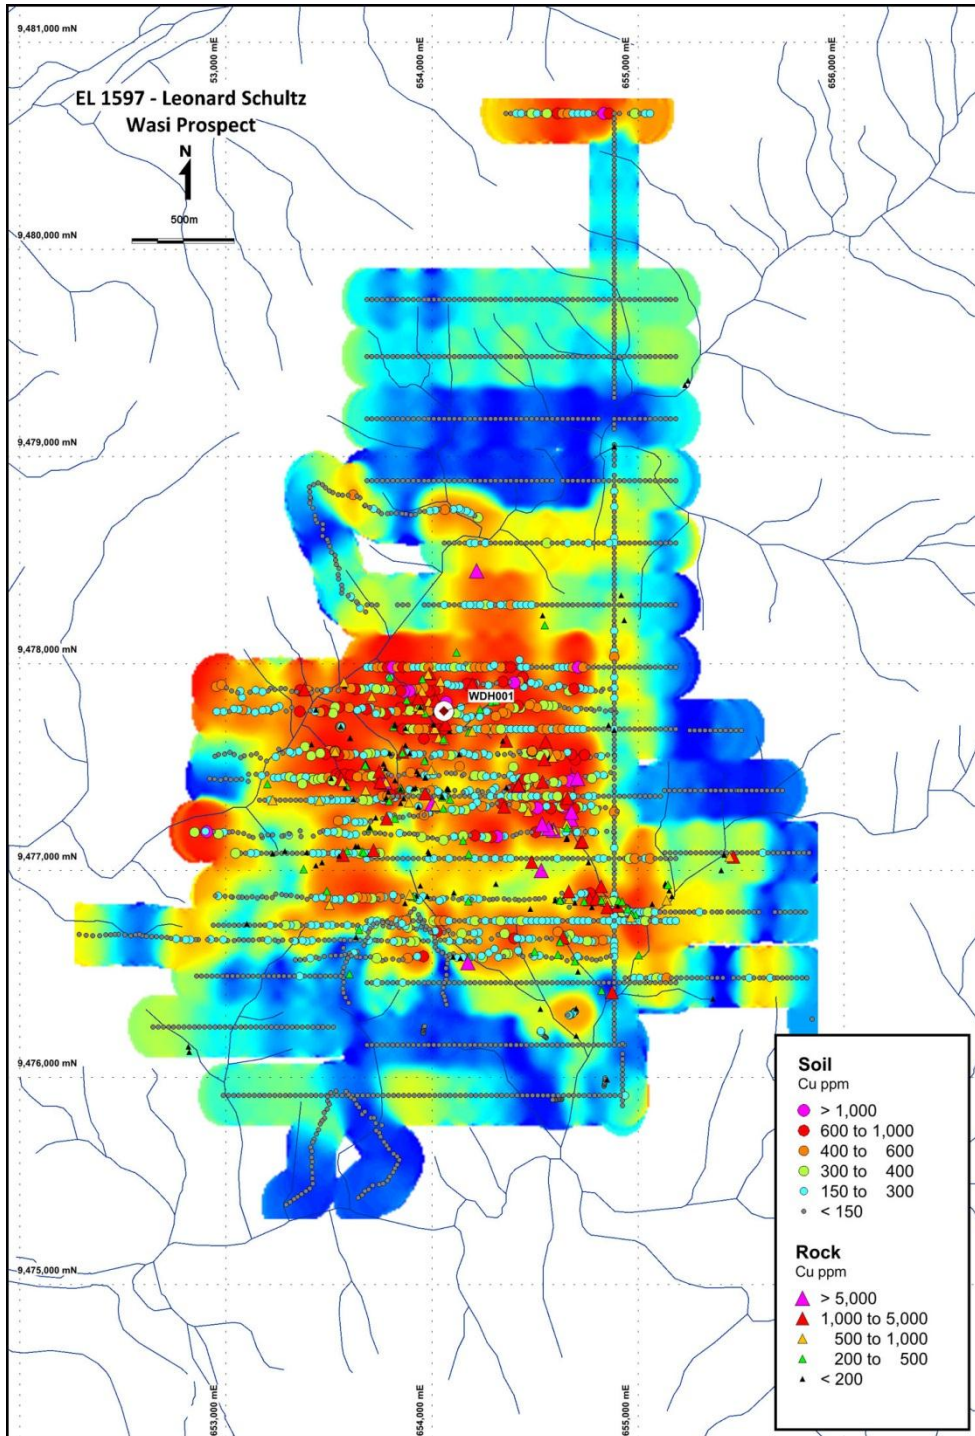 9,481,000 mN
53,000 mE
654,000 mE
655,000 mE
656,000 mE
EL 1597 - Leonard Schultz
Wasi Prospect
N
500m
9,480,000 mN
9,479,000 mN
9,478,000 mN
WDH001
9,477,000 mN
9,476,000 mN
9,475,000 mN
653,000 mE
654,000 mE
655,000 mE
Soil
Cu ppm
> 1,000
600 to 1,000
400 to 600
300 to 400
150 to 300
< 150
Rock
Cu ppm
> 5,000
1,000 to 5,000
500 to 1,000
200 to 500
< 200